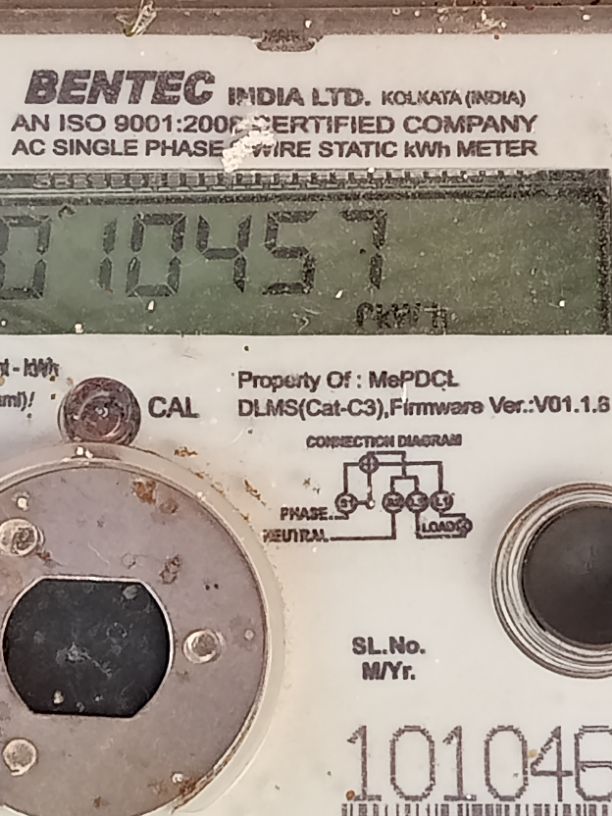 BENTEC INDIA LTD. KOLKATA (INDIA)
AN ISO 9001:2008 CERTIFIED COMPANY
AC SINGLE PHASE WIRE STATIC kWh METER
010457
kWh
- kWh
CAL
Property Of : MePDCL
DLMS(Cat-C3),Firmware Ver.:V01.1.6
CONNECTION DIAGRAM
PHASE
NEUTRAL
LOAD
SL.No.
M/Yr.
101046